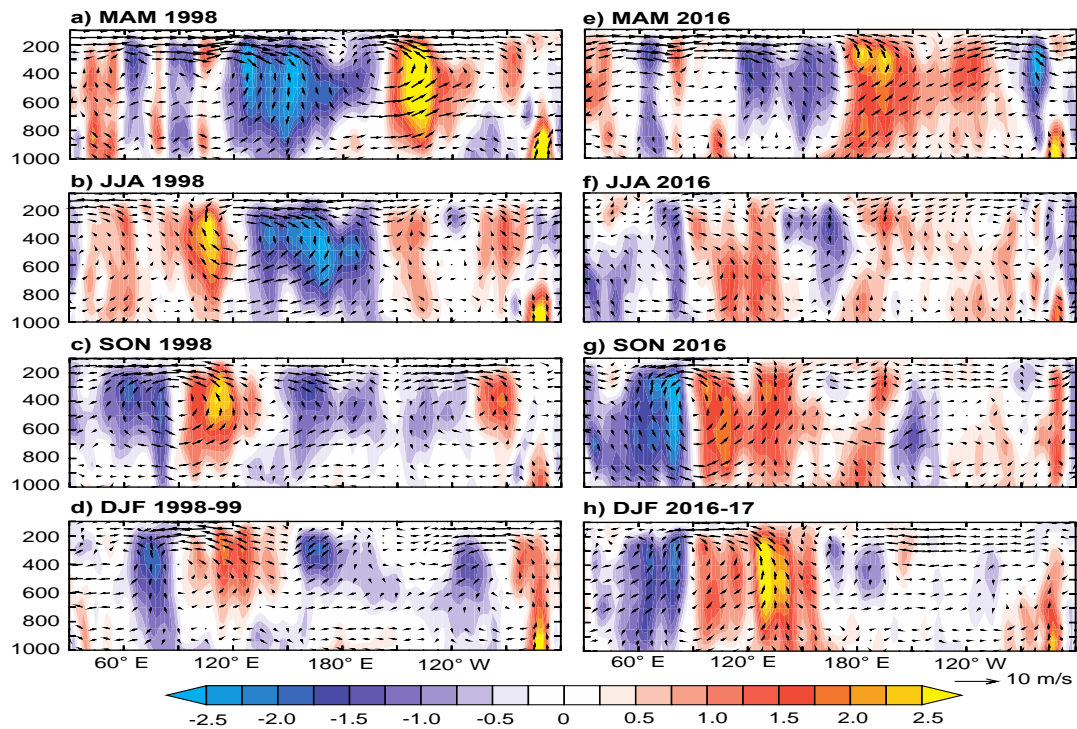 a) MAM 1998
200
400
600
800
1000
e) MAM 2016
b) JJA 1998
200
400
600
800
1000
f) JJA 2016
c) SON 1998
200
400
600
800
1000
g) SON 2016
d) DJF 1998-99
200
400
600
800
1000
60° E 120° E 180° E 120° W
h) DJF 2016-17
60° E 120° E 180° E 120° W
10 m/s
-2.5 -2.0 -1.5 -1.0 -0.5 0 0.5 1.0 1.5 2.0 2.5